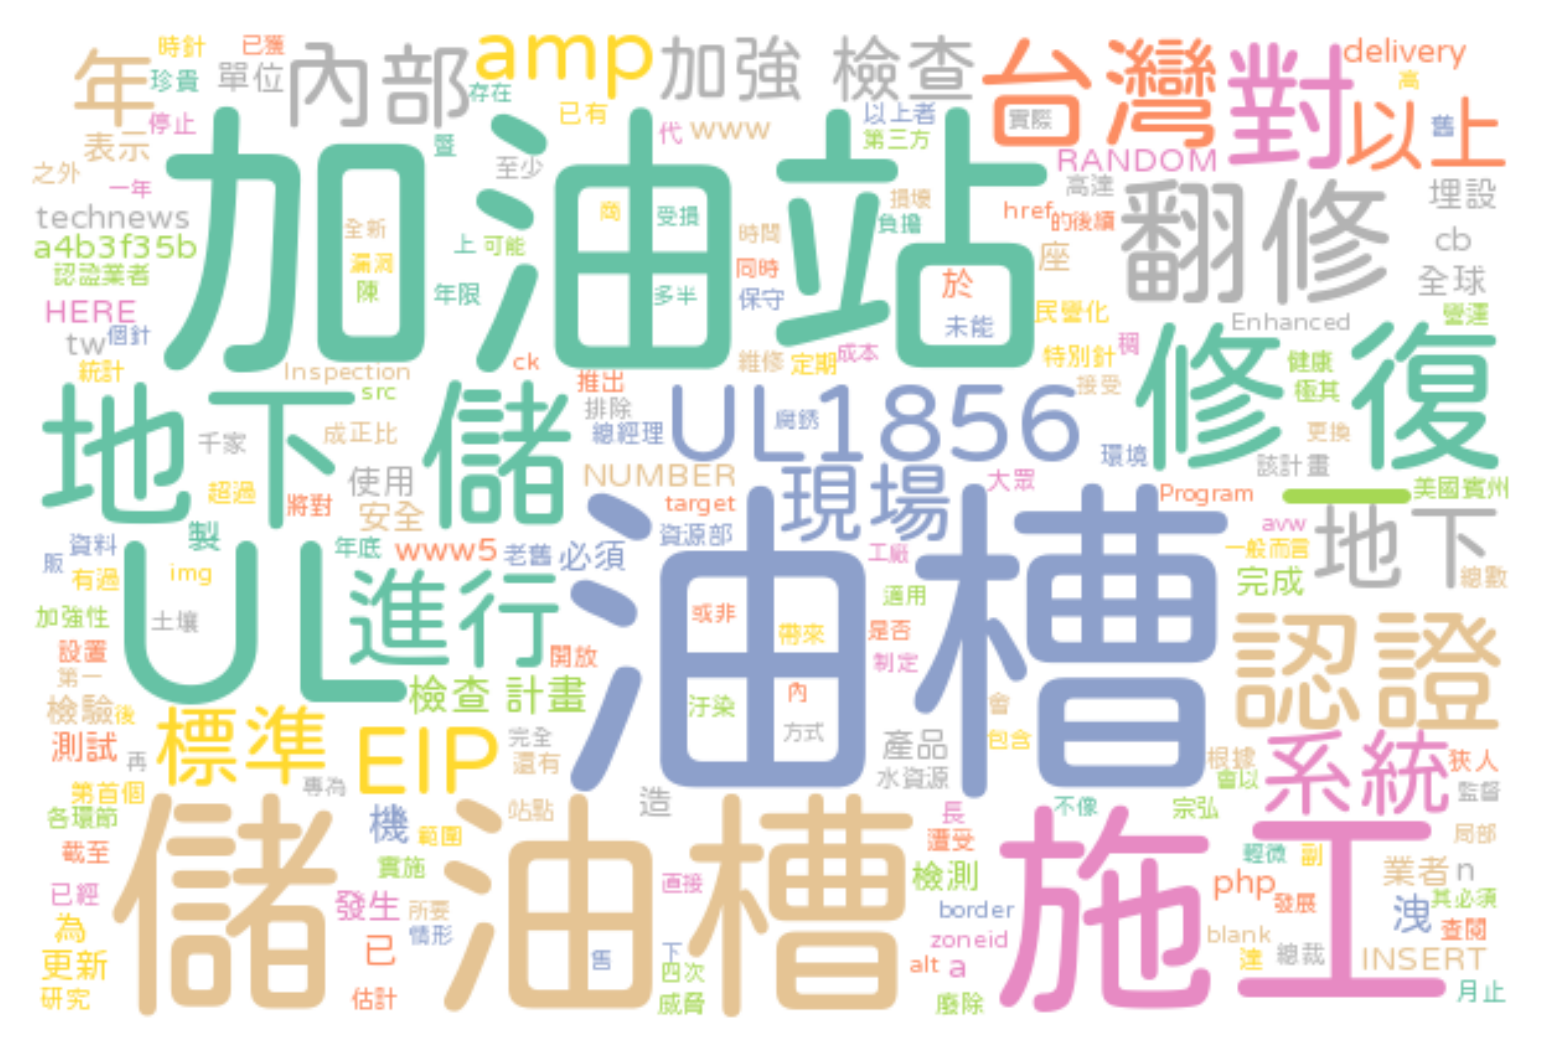 年
時針
已獲
珍貴
單位
內部
amp
存在
加強 檢查
台灣
對
delivery
高
以上
舊
實際
停止
表示
暨
至少
已有
代
www
以上者
第三方
RANDOM
之外
一年
technews
a4b3f35b
認證業者
HERE
個針
tw
統計
加油站
全新
漏洞
陳
上 可能
年限
商
受損
多半
時間
同時
保守
損壞
負擔
href
的後續
高達
座
於
未能
民營化
翻修
埋設
cb
全球
Enhanced
營運
Inspection
src
ck
推出
維修
定期
成本
特別針
稠
接受
修復
健康
極其
更換
該計畫
地下儲
千家
成正比
超過
將對
使用
安全
排除
總經理
UL1856
腐銹
NUMBER
target
現場
大眾
環境
Program
美國賓州
avw
一般而言
地下
總數
完成
製
資料
販
有過
img
土壤
加強性
設置
第一
檢驗
後
測試
再
UL
年底
www5
老舊
必須
資源部
進行
開放
檢查 計畫
油槽
或非
帶來
汙染
內
方式
工廠
適用
是否
制定
會
包含
產品
水資源
認證
系統
根據
會以
狹人
監督
標準
EIP
完全
還有
專為
第首個
各環節
截至
已經
為
更新
研究
儲油槽
機
範圍
實施
發生
所要
情形
已
估計
站點
造
售
直接
下
四次
威脅
長
遭受
檢測
border
zoneid
alt
a
廢除
不像
宗弘
施工
輕微
副
局部
業者
n
php
發展
洩
其必須
查閱
blank
達
總裁
INSERT
月止